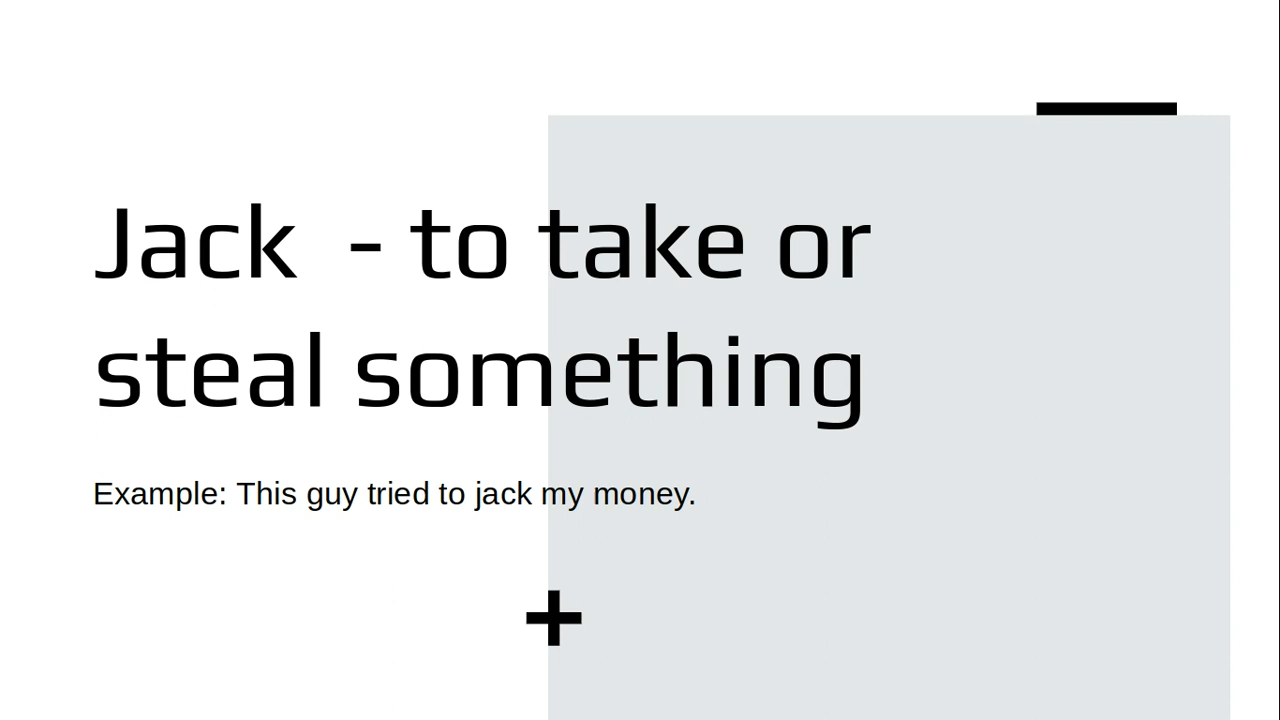 Jack  - to take or
steal something
Example: This guy tried to jack my money.